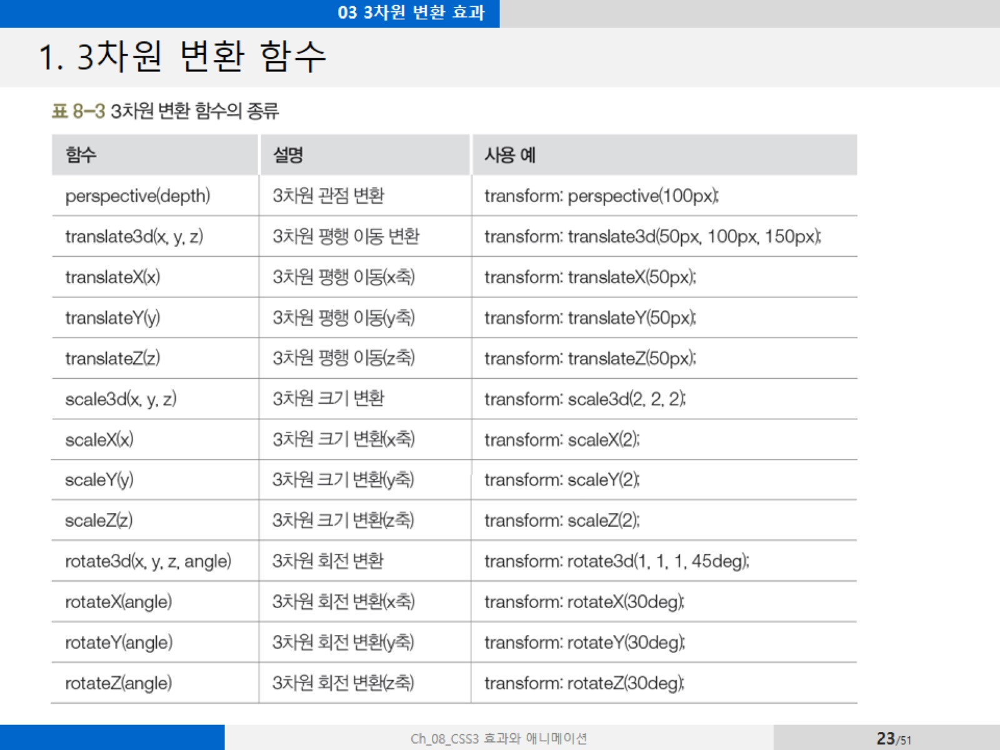 03 3차원 변환 효과
1. 3차원 변환 함수
표 8-3 3차원 변환 함수의 종류
함수 설명 사용 예
perspective(depth) 3차원 관점 변환 transform: perspective(100px);
translate3d(x, y, z) 3차원 평행 이동 변환 transform: translate3d(50px, 100px, 150px);
translateX(x) 3차원 평행 이동(x축) transform: translateX(50px);
translateY(y) 3차원 평행 이동(y축) transform: translateY(50px);
translateZ(z) 3차원 평행 이동(z축) transform: translateZ(50px);
scale3d(x, y, z) 3차원 크기 변환 transform: scale3d(2, 2, 2);
scaleX(x) 3차원 크기 변환(x축) transform: scaleX(2);
scaleY(y) 3차원 크기 변환(y축) transform: scaleY(2);
scaleZ(z) 3차원 크기 변환(z축) transform: scaleZ(2);
rotate3d(x, y, z, angle) 3차원 회전 변환 transform: rotate3d(1, 1, 1, 45deg);
rotateX(angle) 3차원 회전 변환(x축) transform: rotateX(30deg);
rotateY(angle) 3차원 회전 변환(y축) transform: rotateY(30deg);
rotateZ(angle) 3차원 회전 변환(z축) transform: rotateZ(30deg);
Ch_08_CSS3 효과와 애니메이션
23/51